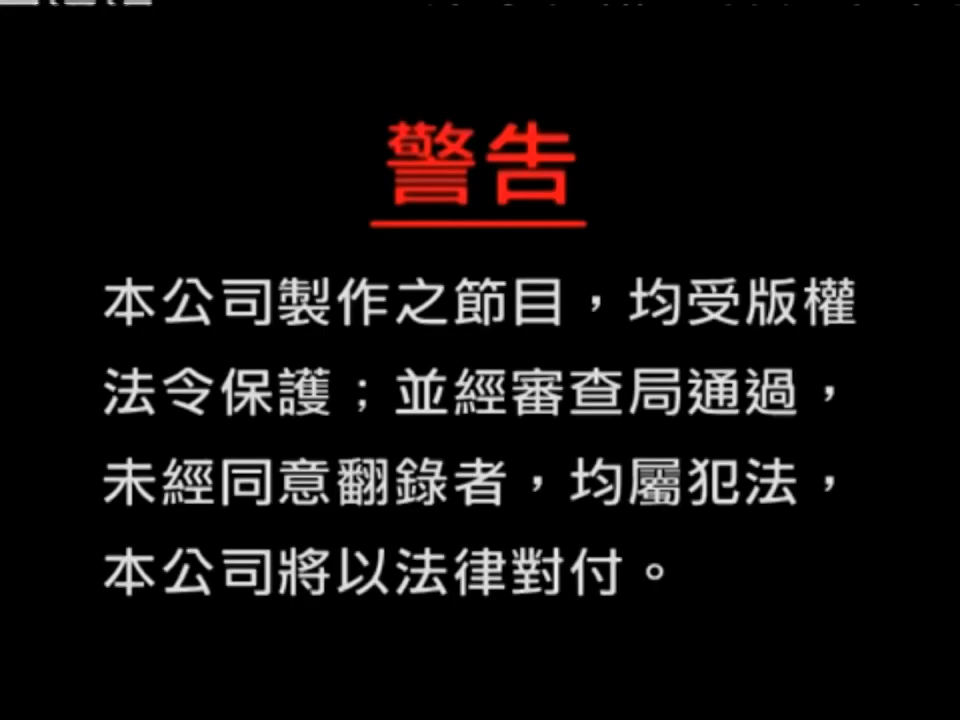 警告
本公司製作之節目，均受版權
法令保護；並經審查局通過，
未經同意翻錄者，均屬犯法，
本公司將以法律對付。